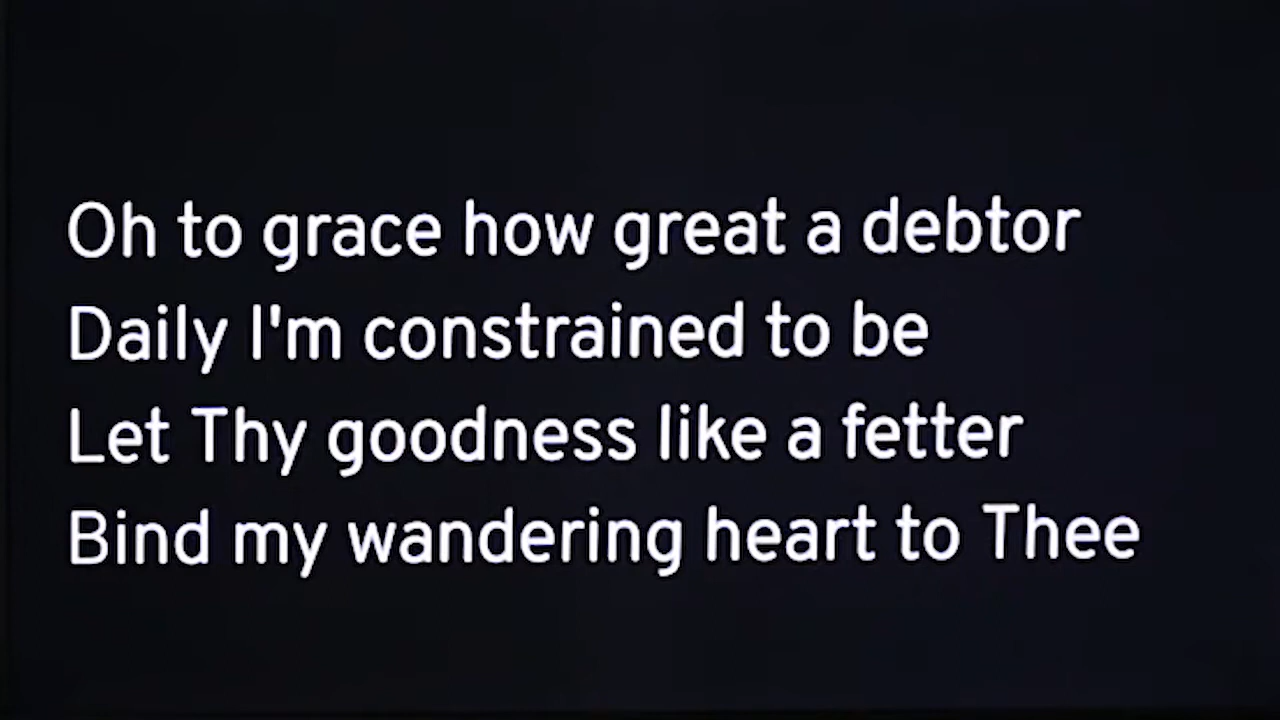 Oh to grace how great a debtor
Daily I'm constrained to be
Let Thy goodness like a fetter
Bind my wandering heart to Thee